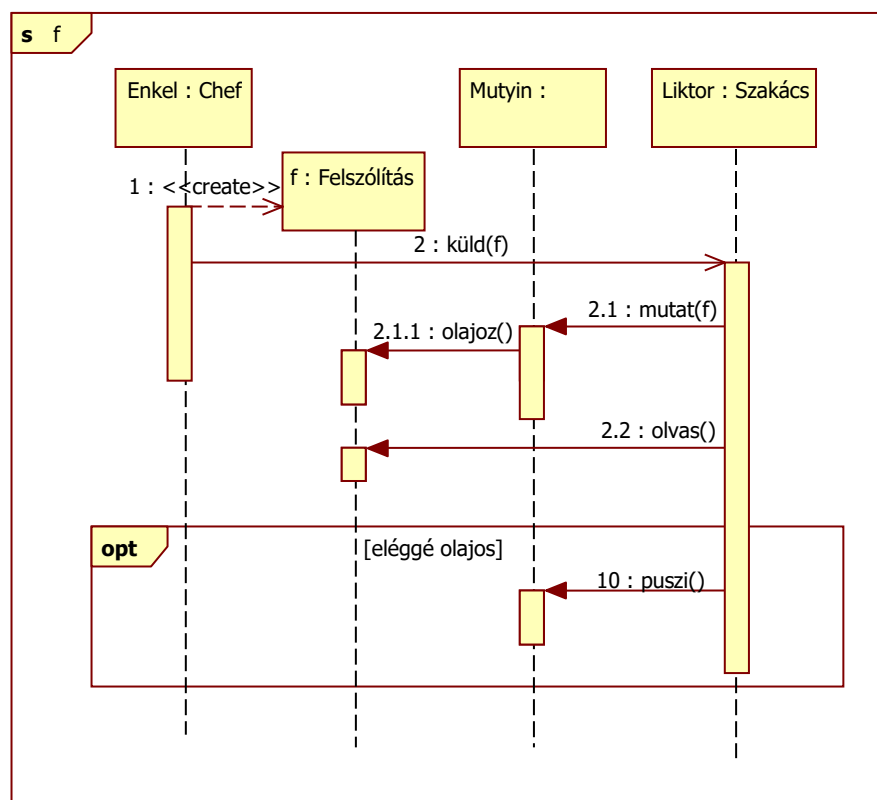 s f
Enkel : Chef
Mutyin :
Liktor : Szakács
1 : <<create>>
f : Felszólítás
2 : küld(f)
2.1 : mutat(f)
2.1.1 : olajoz()
2.2 : olvas()
opt
[eléggé olajos]
10 : puszi()